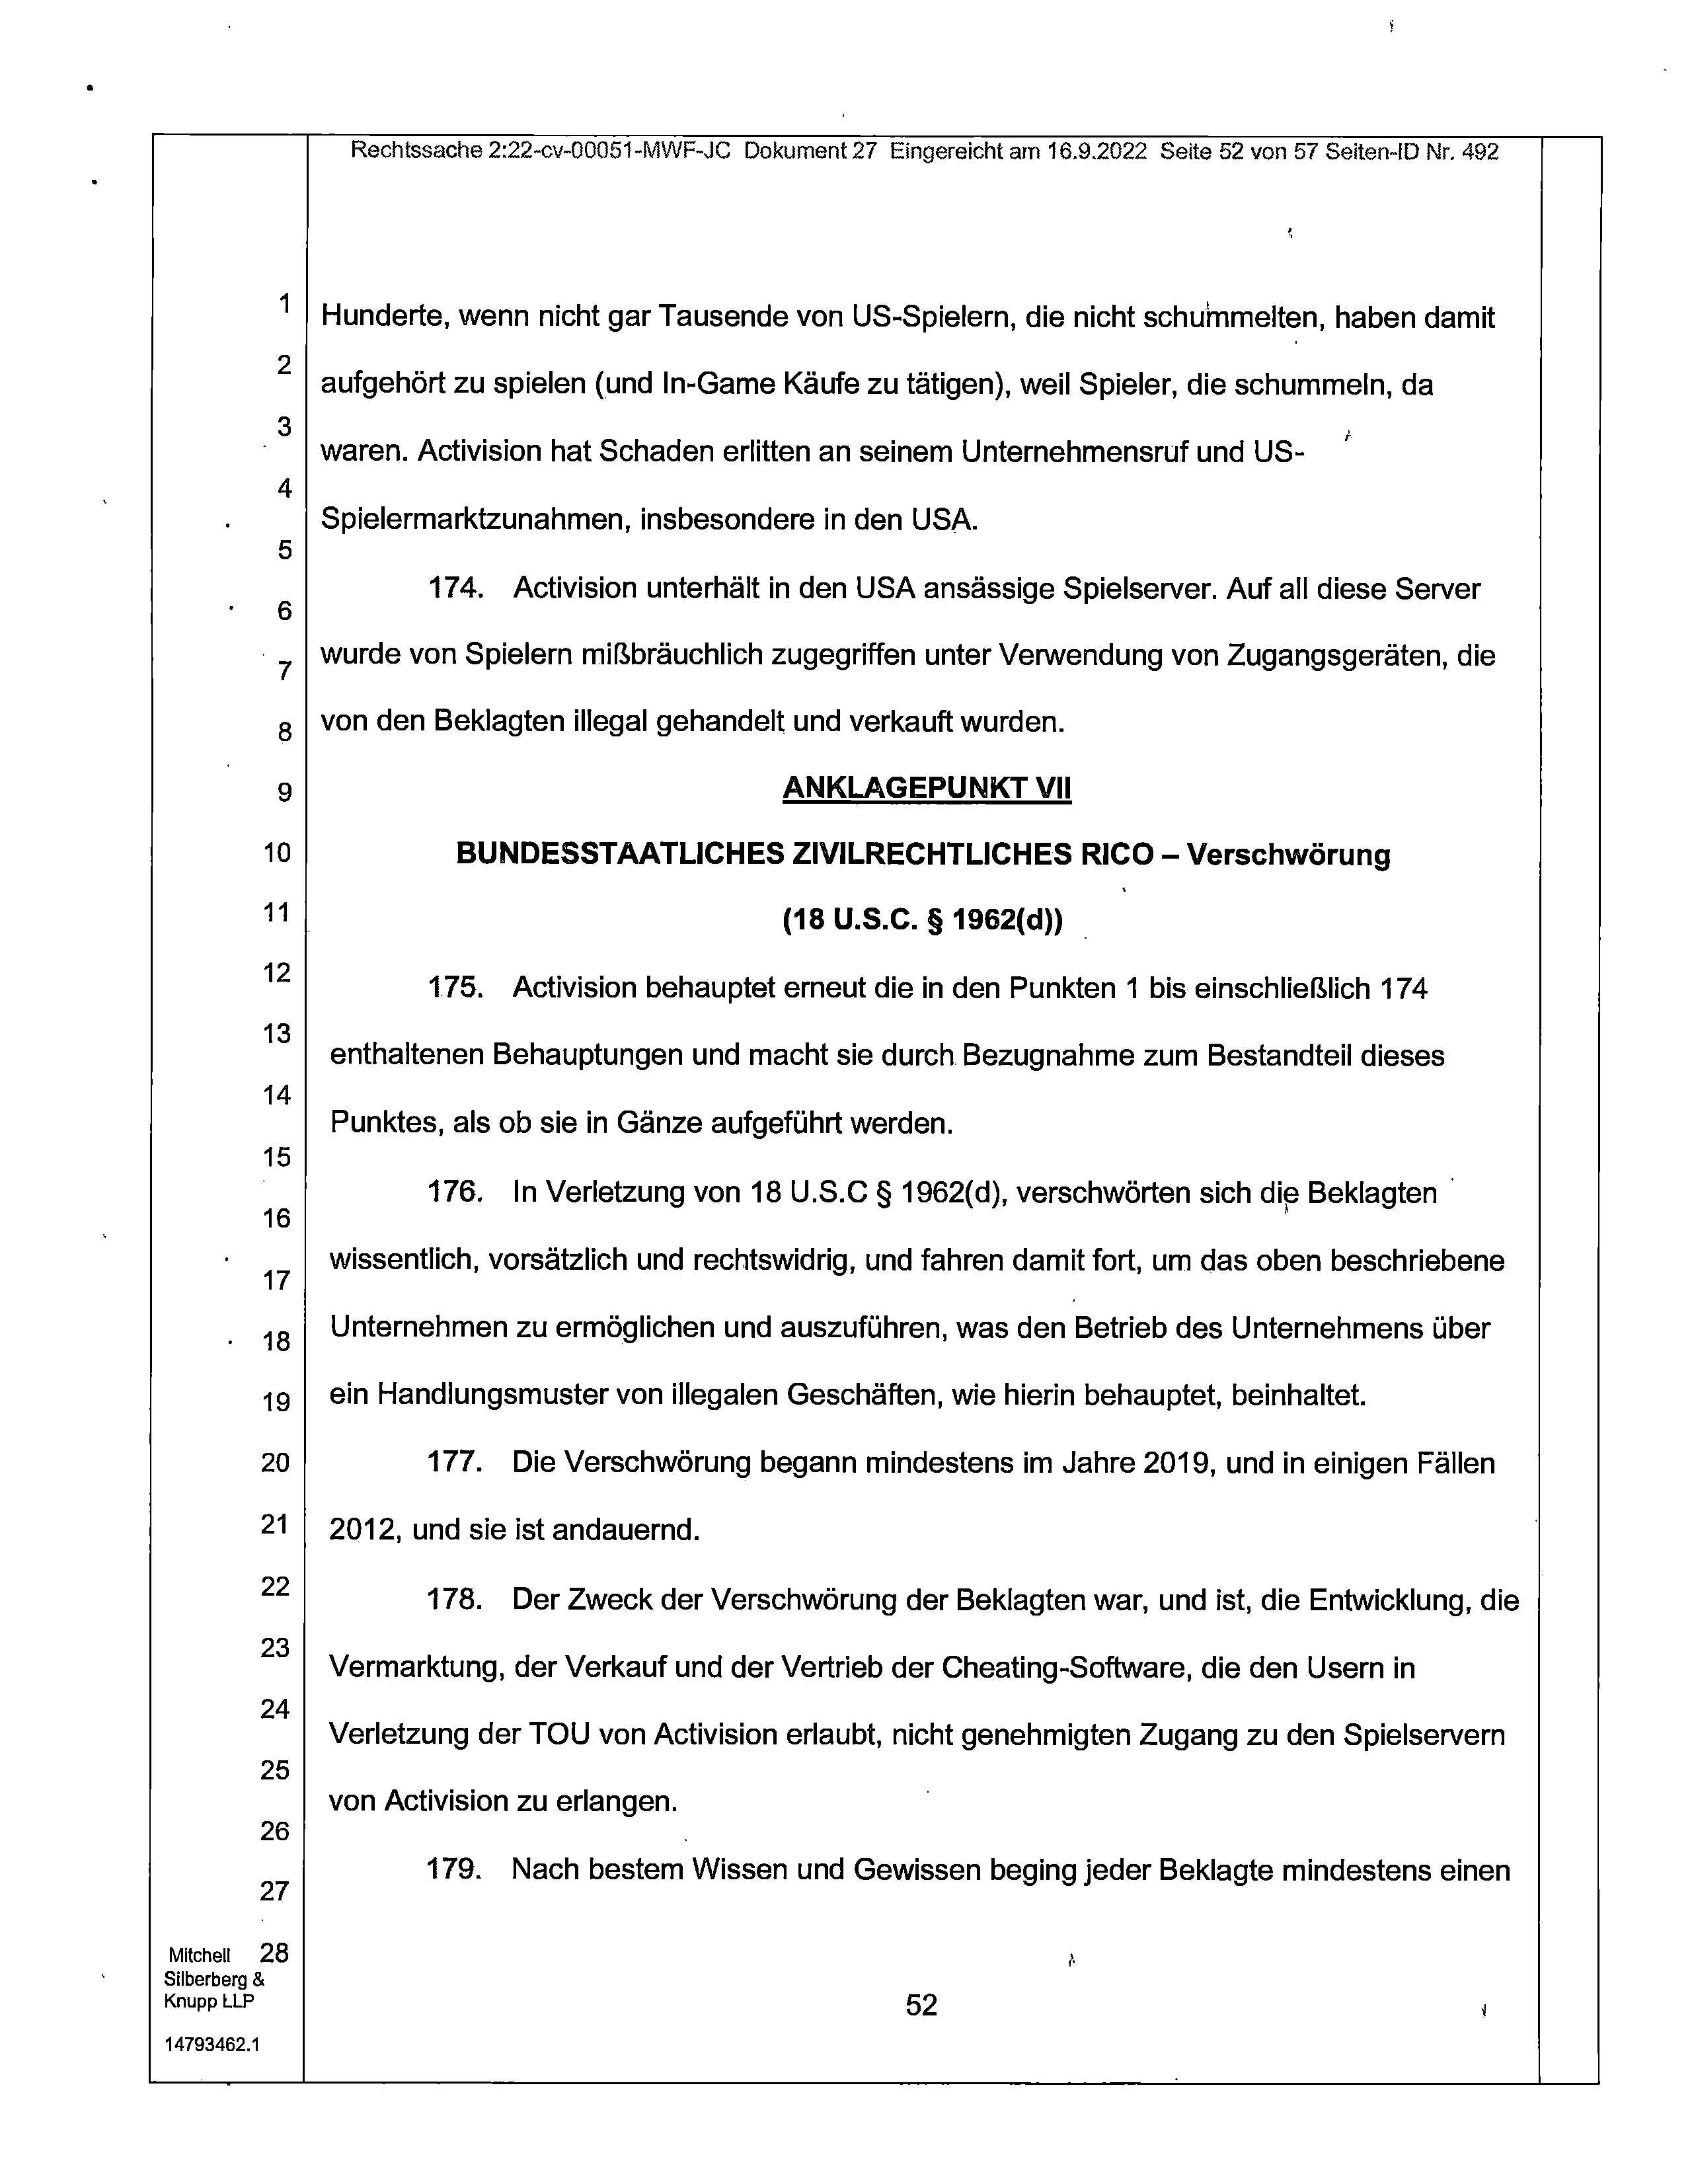 Rechtssache 2:22-cv-00051-MWF-JC Dokument 27 Eingereicht am 16.9.2022 Seite 52 von 57 Seiten-ID Nr. 492
1 Hunderte, wenn nicht gar Tausende von US-Spielern, die nicht schummelten, haben damit
2 aufgehört zu spielen (und In-Game Käufe zu tätigen), weil Spieler, die schummeln, da
3 waren. Activision hat Schaden erlitten an seinem Unternehmensruf und US-
4 Spielermarktzunahmen, insbesondere in den USA.
5
174. Activision unterhält in den USA ansässige Spielserver. Auf all diese Server
6
7 wurde von Spielern mißbräuchlich zugegriffen unter Verwendung von Zugangsgeräten, die
8 von den Beklagten illegal gehandelt und verkauft wurden.
9 ANKLAGEPUNKT VII
10 BUNDESSTAATLICHES ZIVILRECHTLICHES RICO – Verschwörung
11 (18 U.S.C. § 1962(d))
12 175. Activision behauptet erneut die in den Punkten 1 bis einschließlich 174
13 enthaltenen Behauptungen und macht sie durch Bezugnahme zum Bestandteil dieses
14 Punktes, als ob sie in Gänze aufgeführt werden.
15
176. In Verletzung von 18 U.S.C § 1962(d), verschwörten sich die Beklagten
16
wissentlich, vorsätzlich und rechtswidrig, und fahren damit fort, um das oben beschriebene
17
18 Unternehmen zu ermöglichen und auszuführen, was den Betrieb des Unternehmens über
19 ein Handlungsmuster von illegalen Geschäften, wie hierin behauptet, beinhaltet.
20 177. Die Verschwörung begann mindestens im Jahre 2019, und in einigen Fällen
21 2012, und sie ist andauernd.
22 178. Der Zweck der Verschwörung der Beklagten war, und ist, die Entwicklung, die
23 Vermarktung, der Verkauf und der Vertrieb der Cheating-Software, die den Usern in
24 Verletzung der TOU von Activision erlaubt, nicht genehmigten Zugang zu den Spielservern
25
von Activision zu erlangen.
26
179. Nach bestem Wissen und Gewissen beging jeder Beklagte mindestens einen
27
28
Mitchell
Silberberg &
Knupp LLP
52
14793462.1